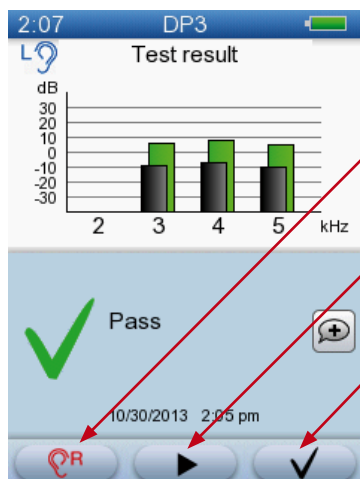 2:07 DP3
L Test result
dB
30
20
10
0
-10
-20
-30
2 3 4 5 kHz
Pass
10/30/2013 2:05 pm
R